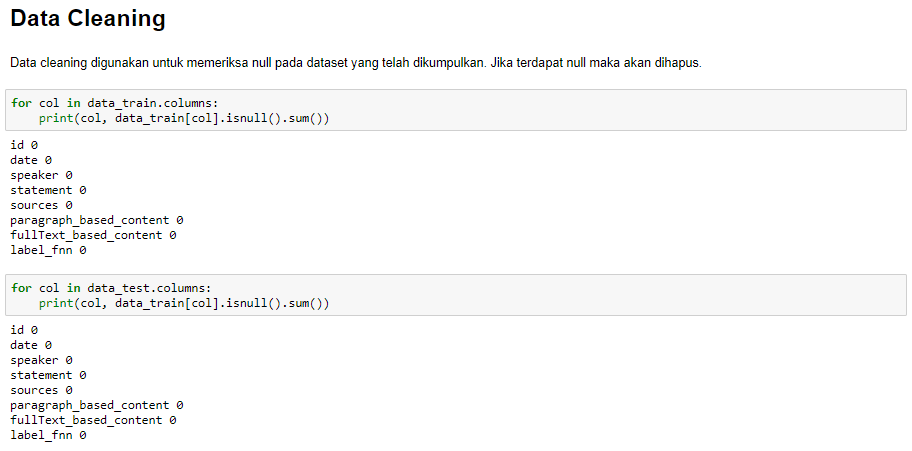 Data Cleaning
Data cleaning digunakan untuk memeriksa null pada dataset yang telah dikumpulkan. Jika terdapat null maka akan dihapus.
for col in data_train.columns:
    print(col, data_train[col].isnull().sum())
id 0
date 0
speaker 0
statement 0
sources 0
paragraph_based_content 0
fullText_based_content 0
label_fnn 0
for col in data_test.columns:
    print(col, data_train[col].isnull().sum())
id 0
date 0
speaker 0
statement 0
sources 0
paragraph_based_content 0
fullText_based_content 0
label_fnn 0